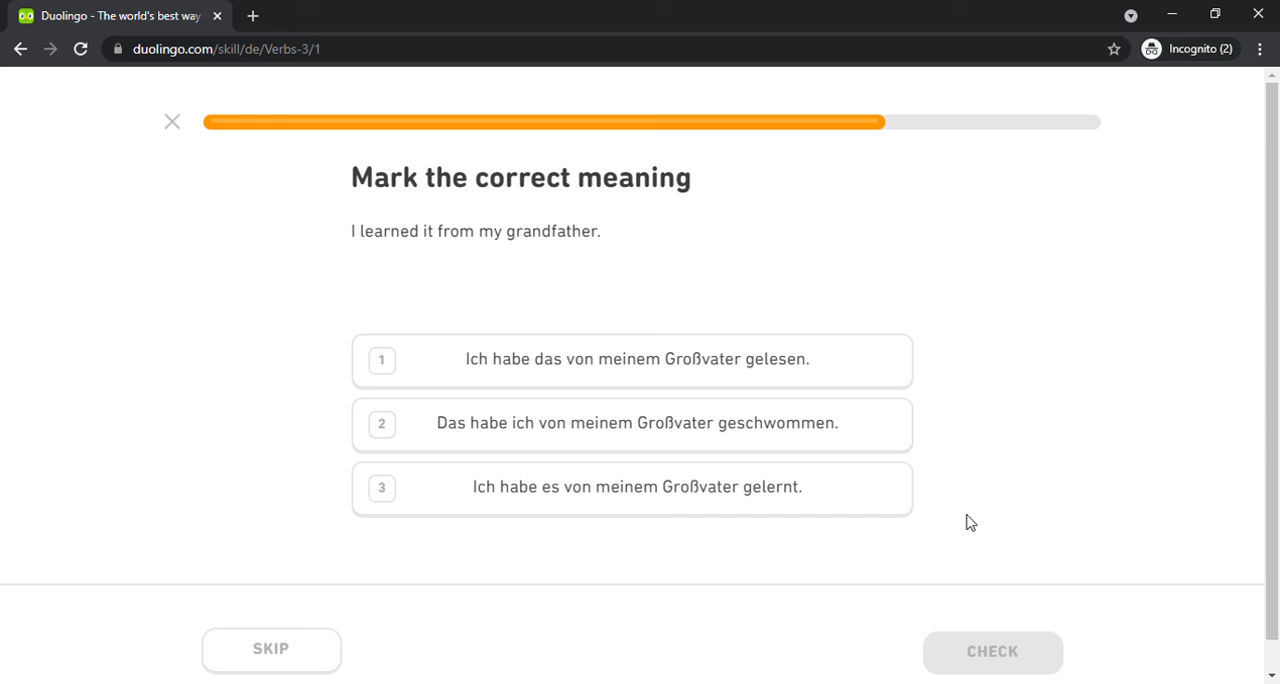 Duolingo - The world's best way
duolingo.com/skill/de/Verbs-3/1
Incognito (2)
Mark the correct meaning
I learned it from my grandfather.
1 Ich habe das von meinem Großvater gelesen.
2 Das habe ich von meinem Großvater geschwommen.
3 Ich habe es von meinem Großvater gelernt.
SKIP
CHECK